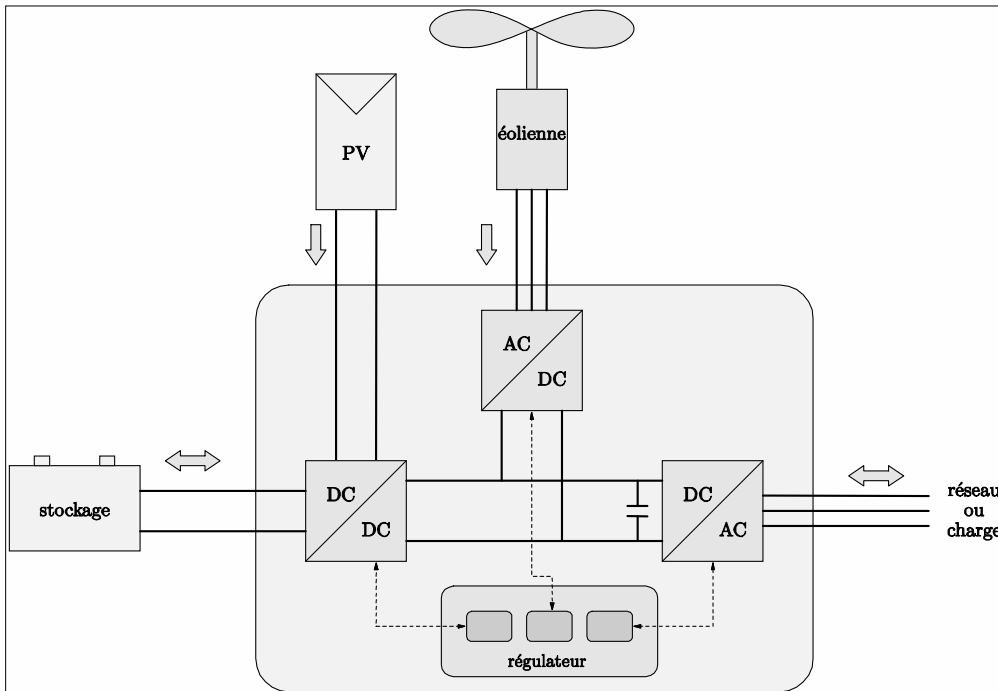 éolienne
PV
AC
DC
stockage
DC
DC
DC
AC
réseau
ou
charge
régulateur